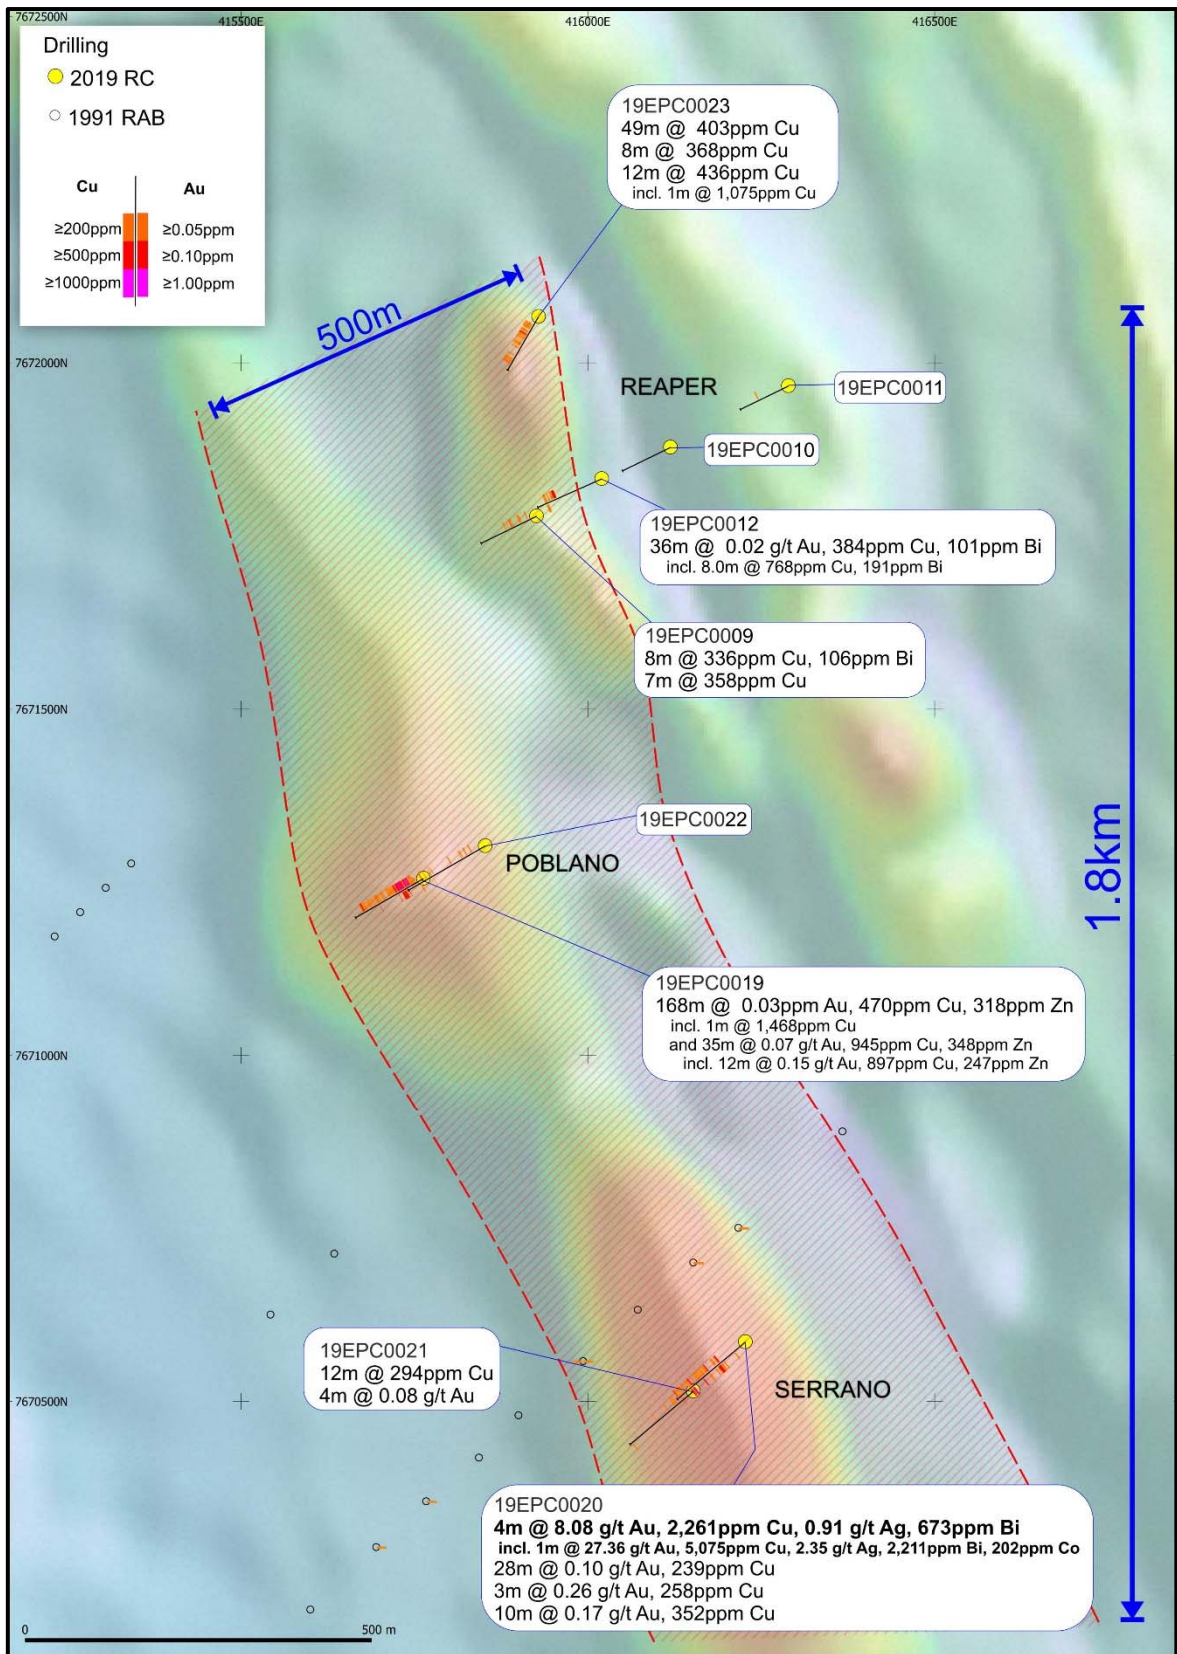 7672500N
415500E
416000E
416500E
Drilling
2019 RC
1991 RAB
Cu Au
≥200ppm ≥0.05ppm
≥500ppm ≥0.10ppm
≥1000ppm ≥1.00ppm
19EPC0023
49m @ 403ppm Cu
8m @ 368ppm Cu
12m @ 436ppm Cu
incl. 1m @ 1,075ppm Cu
500m
7672000N
REAPER
19EPC0011
19EPC0010
19EPC0012
36m @ 0.02 g/t Au, 384ppm Cu, 101ppm Bi
incl. 8.0m @ 768ppm Cu, 191ppm Bi
19EPC0009
8m @ 336ppm Cu, 106ppm Bi
7m @ 358ppm Cu
7671500N
19EPC0022
POBLANO
1.8km
19EPC0019
168m @ 0.03ppm Au, 470ppm Cu, 318ppm Zn
incl. 1m @ 1,468ppm Cu
and 35m @ 0.07 g/t Au, 945ppm Cu, 348ppm Zn
incl. 12m @ 0.15 g/t Au, 897ppm Cu, 247ppm Zn
7671000N
19EPC0021
12m @ 294ppm Cu
4m @ 0.08 g/t Au
SERRANO
7670500N
19EPC0020
4m @ 8.08 g/t Au, 2,261ppm Cu, 0.91 g/t Ag, 673ppm Bi
incl. 1m @ 27.36 g/t Au, 5,075ppm Cu, 2.35 g/t Ag, 2,211ppm Bi, 202ppm Co
28m @ 0.10 g/t Au, 239ppm Cu
3m @ 0.26 g/t Au, 258ppm Cu
10m @ 0.17 g/t Au, 352ppm Cu
0 500 m